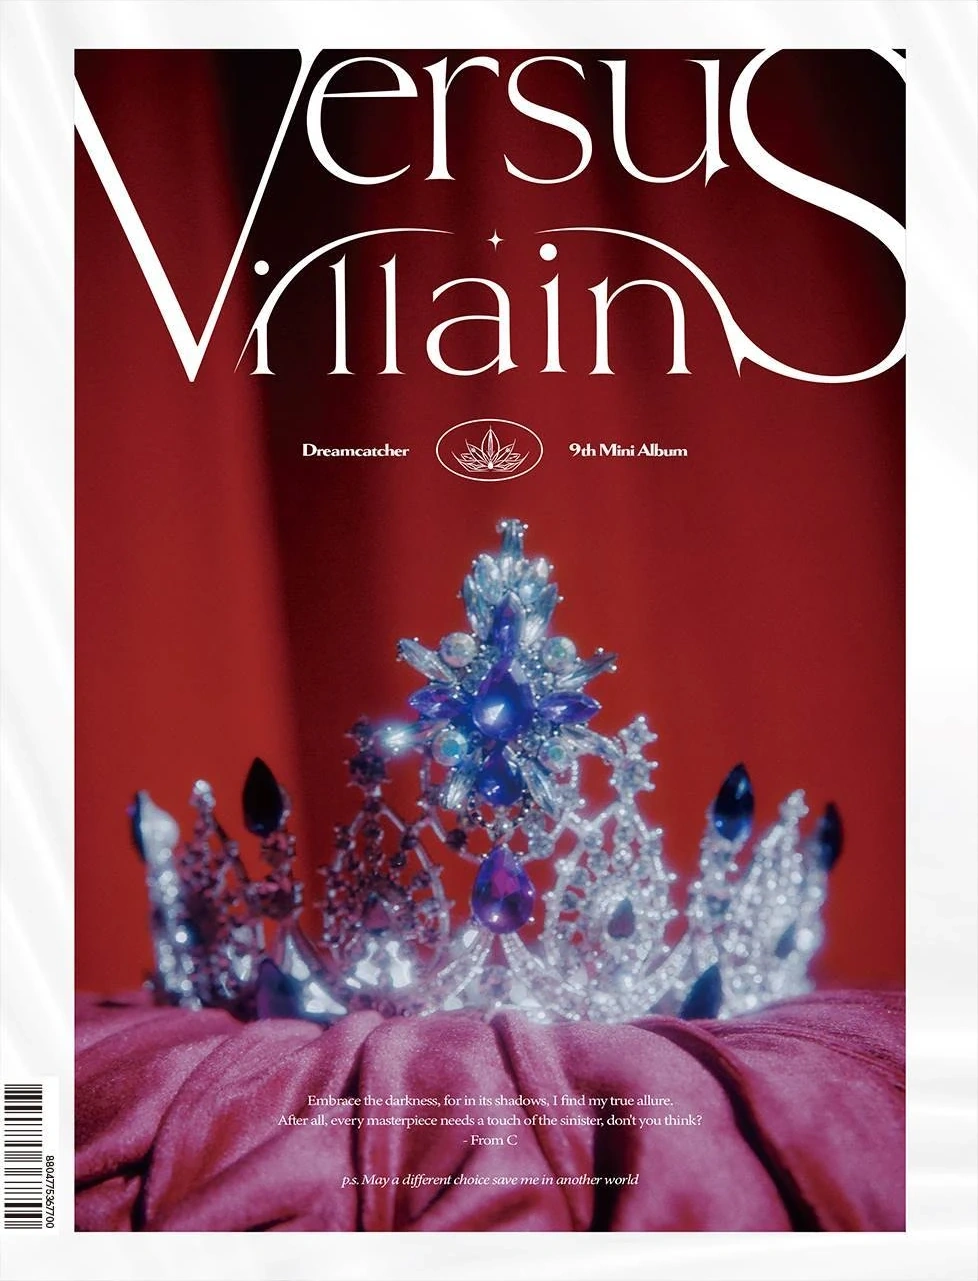 VersuS
Villains
Dreamcatcher
9th Mini Album
Embrace the darkness, for in its shadows, I find my true allure.
After all, every masterpiece needs a touch of the sinister, don't you think?
- From C
p.s. May a different choice save me in another world
8804775367700